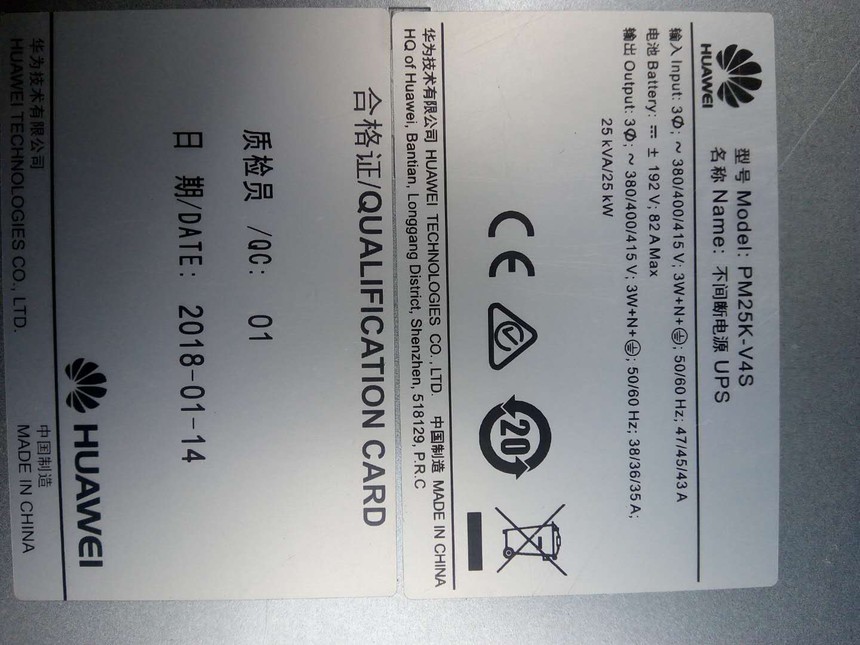 HUAWEI
型号 Model: PM25K-V4S
名称 Name: 不间断电源 UPS
输入 Input: 3Ф; ~ 380/400/415 V; 3W+N+⏚; 50/60 Hz; 47/45/43 A
电池 Battery: ⎓ ± 192 V; 82 A Max
输出 Output: 3Ф; ~ 380/400/415 V; 3W+N+⏚; 50/60 Hz; 38/36/35 A;
25 kVA/25 kW
CE
20
华为技术有限公司 HUAWEI TECHNOLOGIES CO., LTD. 中国制造 MADE IN CHINA
HQ of Huawei, Bantian, Longgang District, Shenzhen, 518129, P.R.C
合格证/QUALIFICATION CARD
质检员 /QC: 01
日 期/DATE: 2018-01-14
HUAWEI
华为技术有限公司 中国制造
HUAWEI TECHNOLOGIES CO., LTD. MADE IN CHINA